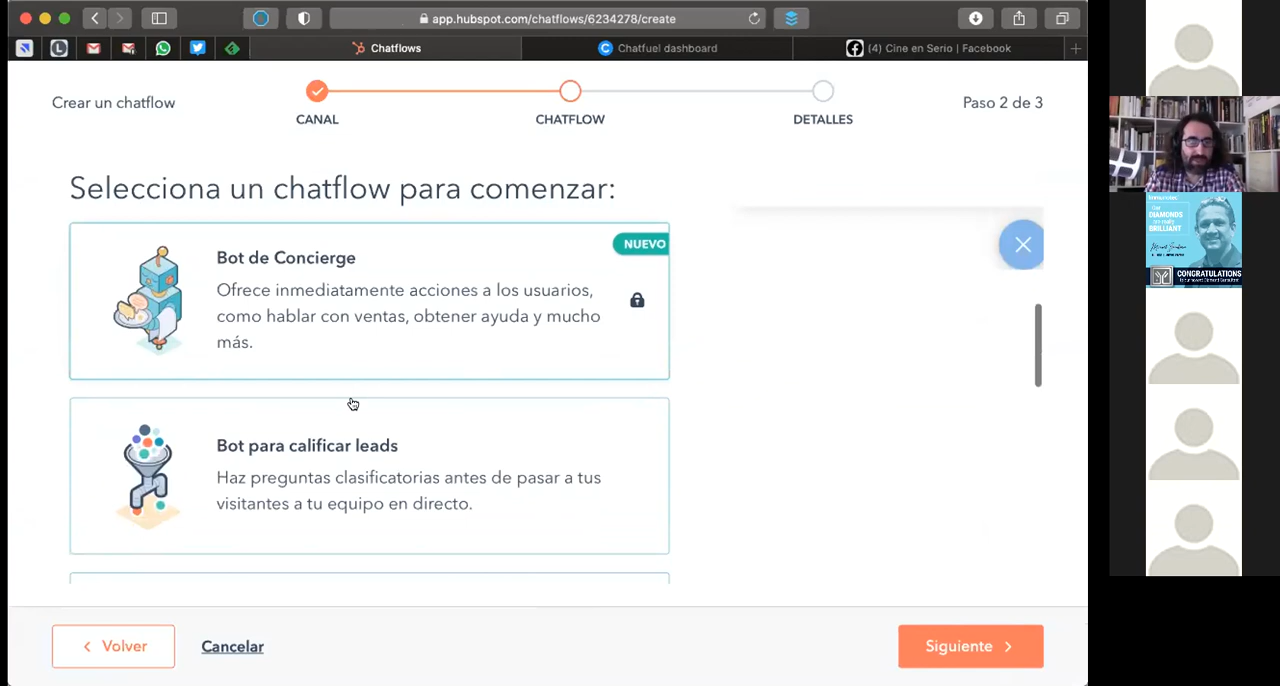 app.hubspot.com/chatflows/6234278/create
Chatflows
Chatfuel dashboard
(4) Cine en Serio | Facebook
Crear un chatflow
CANAL
CHATFLOW
DETALLES
Paso 2 de 3
Selecciona un chatflow para comenzar:
NUEVO
Bot de Concierge
Ofrece inmediatamente acciones a los usuarios,
como hablar con ventas, obtener ayuda y mucho
más.
Bot para calificar leads
Haz preguntas clasificatorias antes de pasar a tus
visitantes a tu equipo en directo.
Volver
Cancelar
Siguiente
DIAMONDS
BRILLIANT
CONGRATULATIONS